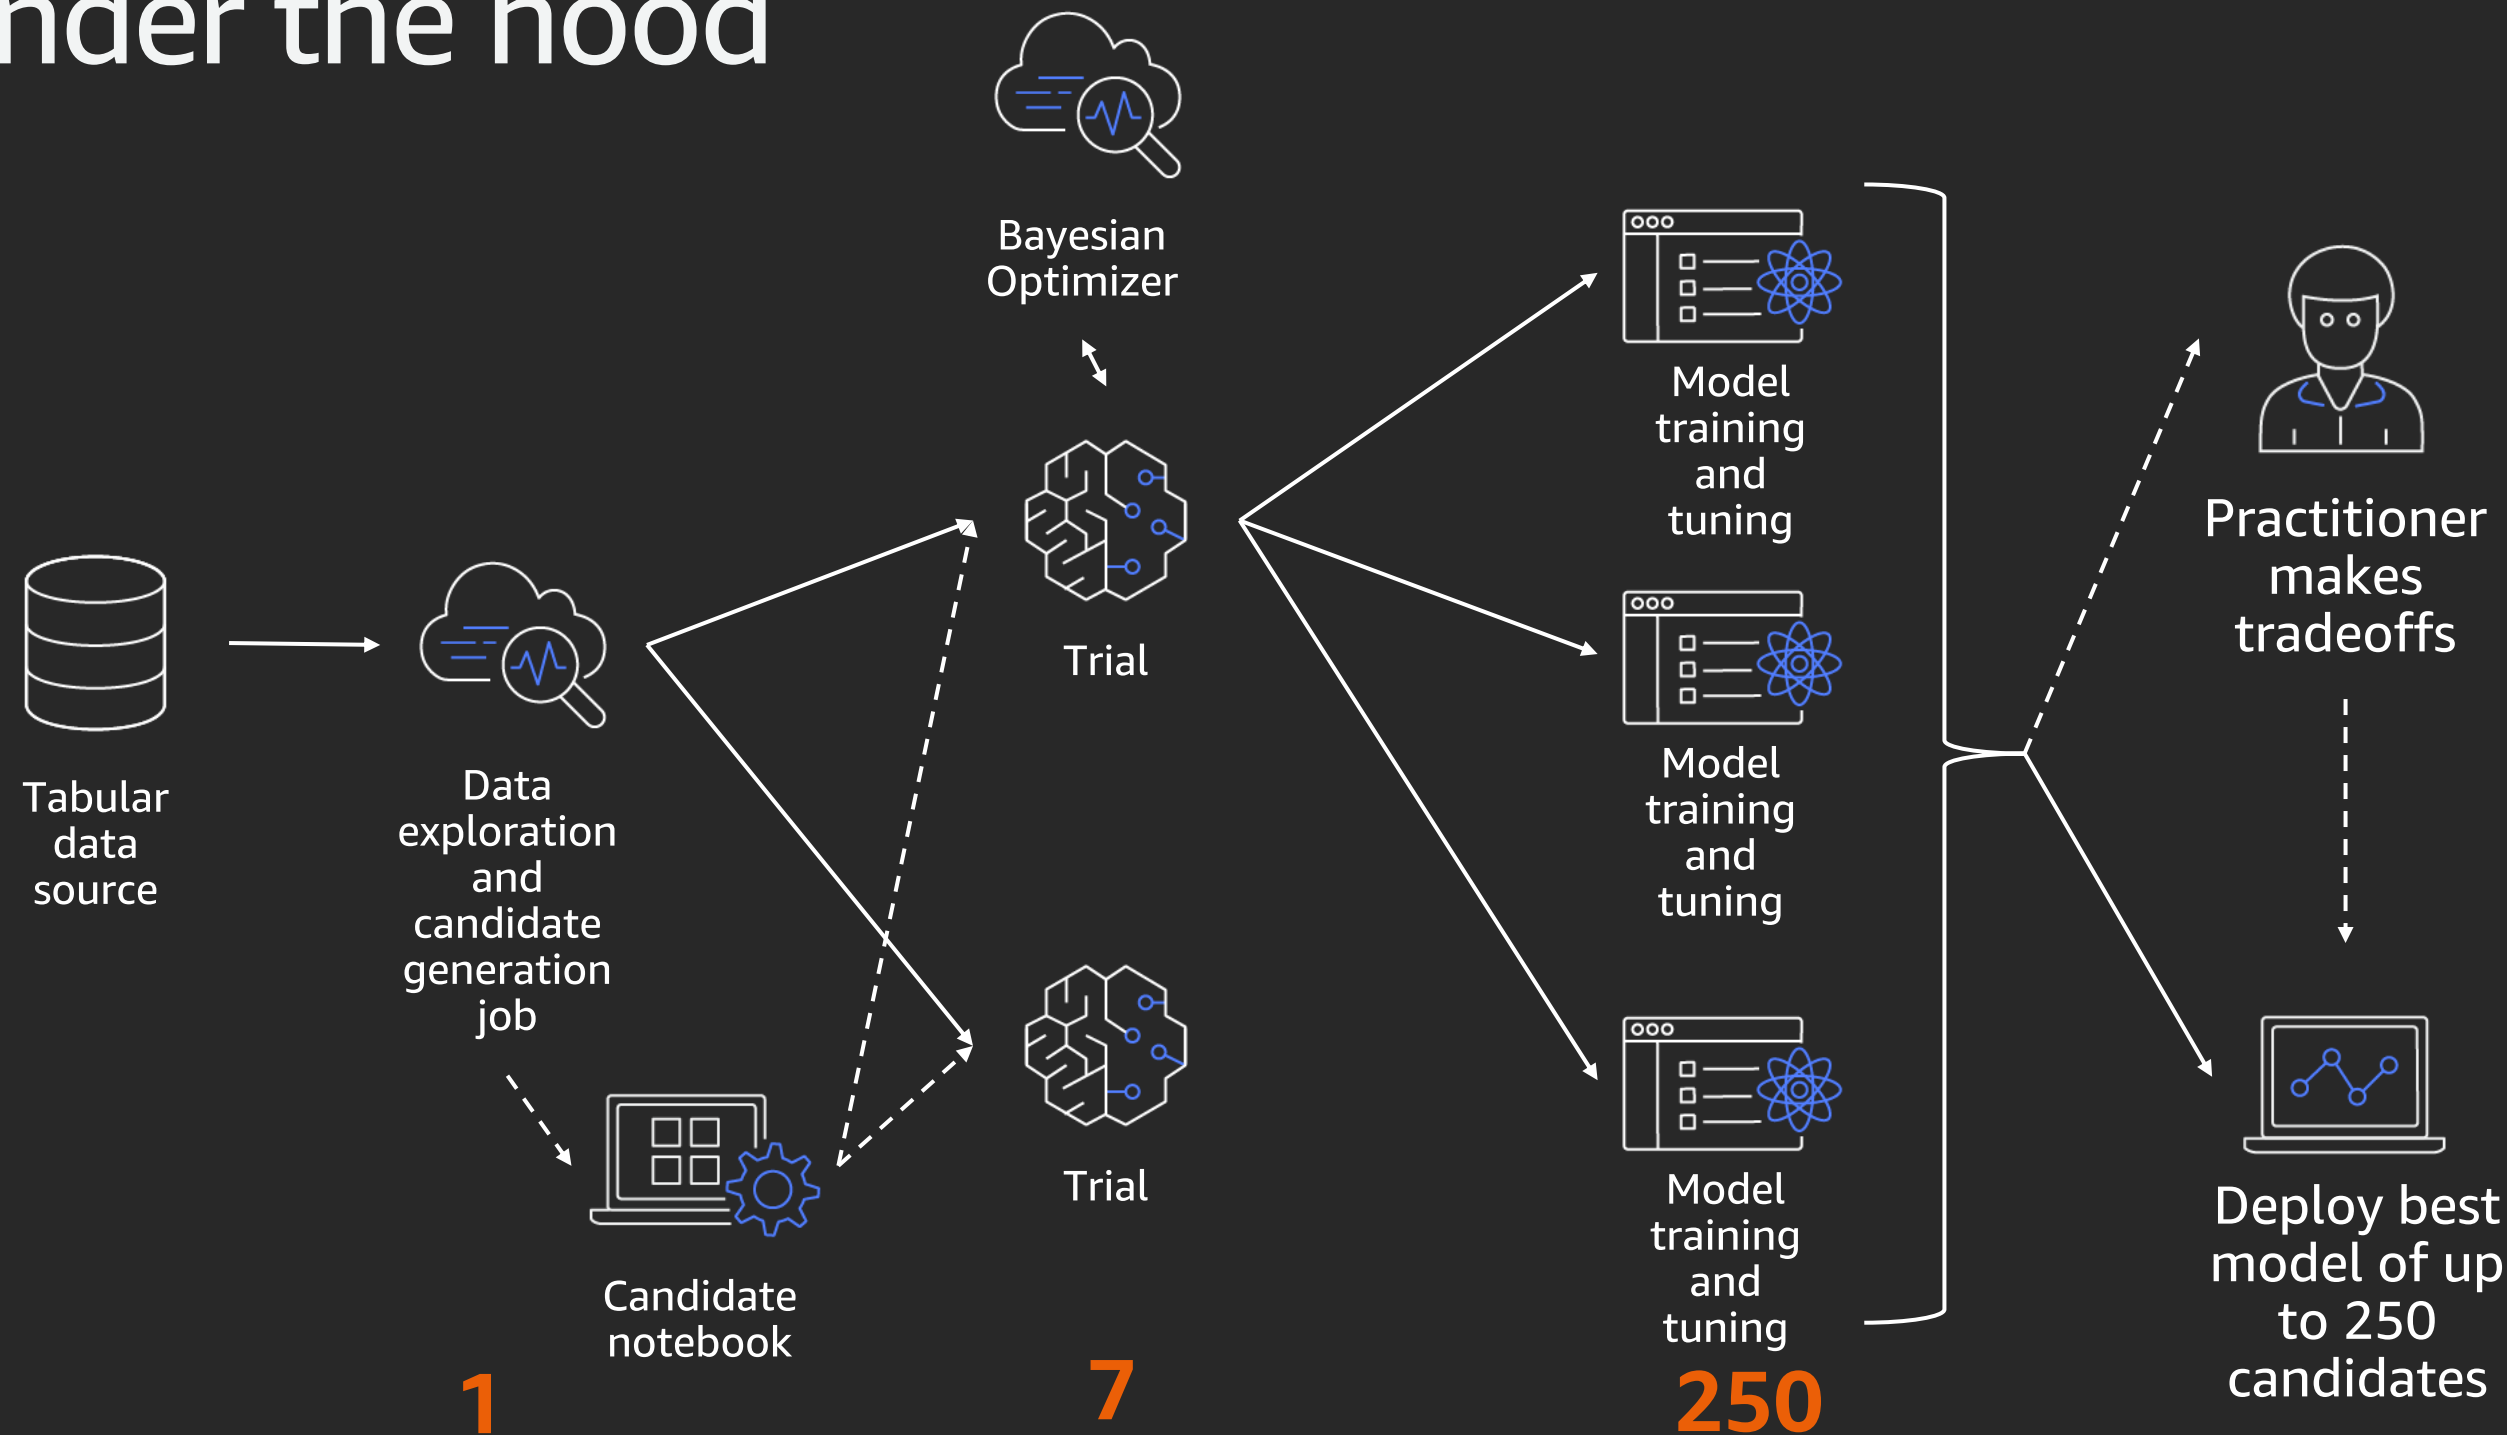 nder the hood
Bayesian
Optimizer
Tabular
data
source
Data
exploration
and
candidate
generation
job
Candidate
notebook
Trial
Trial
Model
training
and
tuning
Model
training
and
tuning
Model
training
and
tuning
Practitioner
makes
tradeoffs
Deploy best
model of up
to 250
candidates
1
7
250